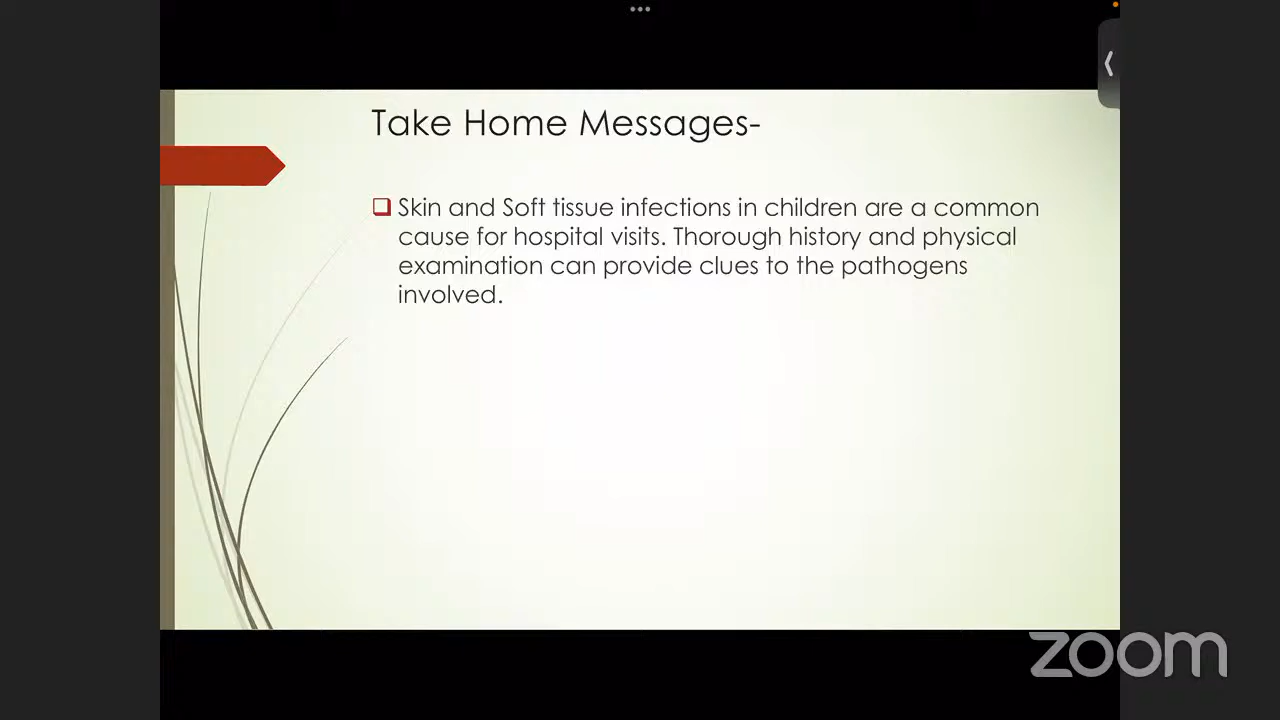 Take Home Messages-
Skin and Soft tissue infections in children are a common
cause for hospital visits. Thorough history and physical
examination can provide clues to the pathogens
involved.
zoom